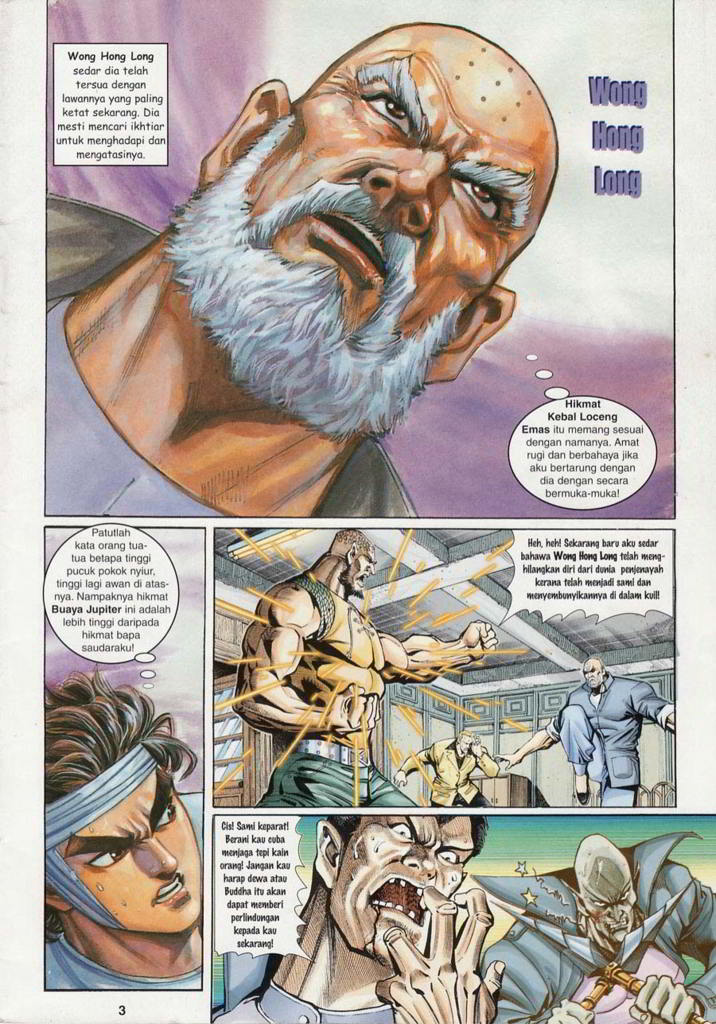 Wong Hong Long
sedar dia telah
tersua dengan
lawannya yang paling
ketat sekarang. Dia
mesti mencari ikhtiar
untuk menghadapi dan
mengatasinya.
Wong
Hong
Long
Hikmat
Kebal Loceng
Emas itu memang sesuai
dengan namanya. Amat
rugi dan berbahaya jika
aku bertarung dengan
dia dengan secara
bermuka-muka!
Patutlah
kata orang tua-
tua betapa tinggi
pucuk pokok nyiur,
tinggi lagi awan di atas-
nya. Nampaknya hikmat
Buaya Jupiter ini adalah
lebih tinggi daripada
hikmat bapa
saudaraku!
Heh, heh! Sekarang baru aku sedar
bahawa Wong Hong Long telah meng-
hilangkan diri dari dunia penjenayah
kerana telah menjadi sami dan
menyembunyikannya di dalam kuil!
Cis! Sami keparat!
Berani kau cuba
menjaga tepi kain
orang! Jangan kau
harap dewa atau
Buddha itu akan
dapat memberi
perlindungan
kepada kau
sekarang!
3